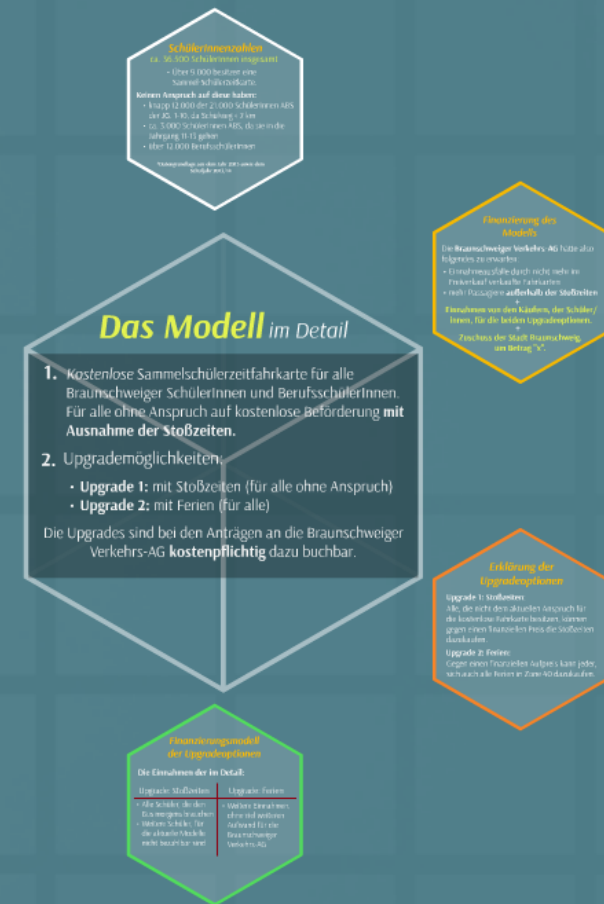 SchülerInnenzahlen
ca. 36.500 SchülerInnen insgesamt
- Über 9.000 besitzen eine
Sammel-Schülerzeitkarte.
Keinen Anspruch auf diese haben:
• knapp 12.000 der 21.000 SchülerInnen ABS
der JG. 1-10, da Schulweg
• ca. 3.000 SchülerInnen ABS, da sie in die
Jahrgang 11-13 gehen
• über 12.000 BerufsschülerInnen
Finanzierung des
Modells
Die Braunschweiger Verkehrs-AG hätte also
folgendes zu erwarten:
• Einnahmeausfälle durch nicht mehr im
Freiverkauf verkaufte Fahrkarten
• mehr Passagiere außerhalb der Stoßzeiten
+
Einnahmen von den Käufern, der Schüler/
innen, für die beiden Upgradeoptionen.
+
Zuschuss der Stadt Braunschweig,
um Betrag "x".
Das Modell im Detail
1. Kostenlose Sammelschülerzeitfahrkarte für alle
Braunschweiger SchülerInnen und BerufsschülerInnen.
Für alle ohne Anspruch auf kostenlose Beförderung mit
Ausnahme der Stoßzeiten.
2. Upgrademöglichkeiten:
• Upgrade 1: mit Stoßzeiten (für alle ohne Anspruch)
• Upgrade 2: mit Ferien (für alle)
Die Upgrades sind bei den Anträgen an die Braunschweiger
Verkehrs-AG kostenpflichtig dazu buchbar.
Erklärung der
Upgradeoptionen
Upgrade 1: Stoßzeiten:
Alle, die nicht dem aktuellen Anspruch für
die kostenlose Fahrkarte besitzen, können
gegen einen finanziellen Preis die Stoßzeiten
dazukaufen.
Upgrade 2: Ferien:
Gegen einen finanziellen Aufpreis kann jeder,
sich auch alle Ferien in Zone 40 dazukaufen.
Finanzierungsmodell
der Upgradeoptionen
Die Einnahmen der im Detail:
Upgrade: Stoßzeiten
Upgrade: Ferien
• Alle Schüler, die den
Bus morgens brauchen
• Weitere Schüler, für
die aktuelle Modelle
nicht brauchbar sind
• Weitere Einnahmen,
ohne viel weiteren
Aufwand für die
Braunschweiger
Verkehrs-AG